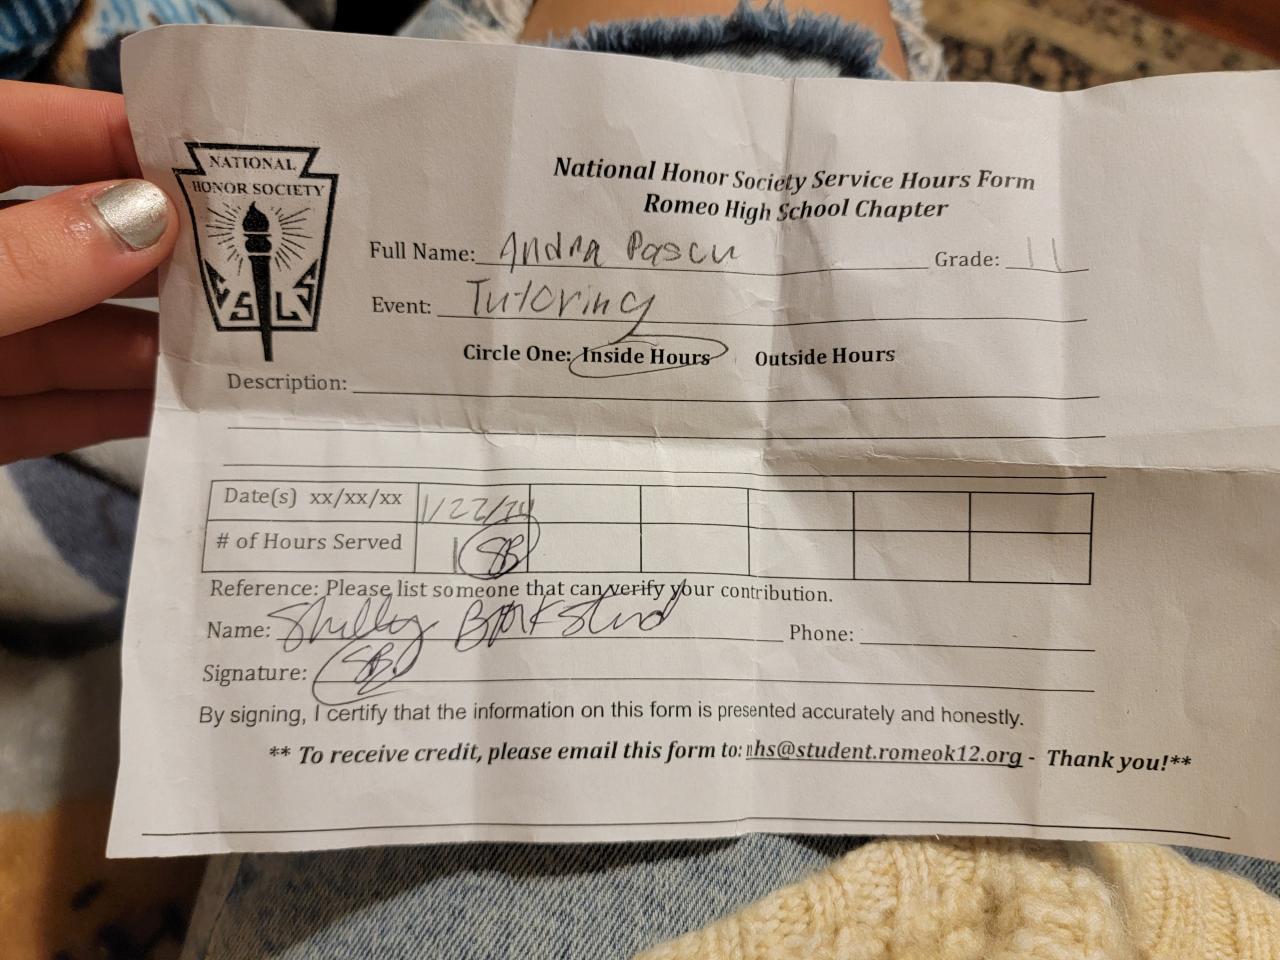 NATIONAL
HONOR SOCIETY
S L S
National Honor Society Service Hours Form
Romeo High School Chapter
Full Name: Andra Pascu Grade: 11
Event: Tutoring
Circle One: Inside Hours Outside Hours
Description:
Date(s) xx/xx/xx 1/22/24
# of Hours Served 1 SB
Reference: Please list someone that can verify your contribution.
Name: Shelly Phone:
Signature: SB
By signing, I certify that the information on this form is presented accurately and honestly.
** To receive credit, please email this form to: nhs@student.romeok12.org - Thank you!**